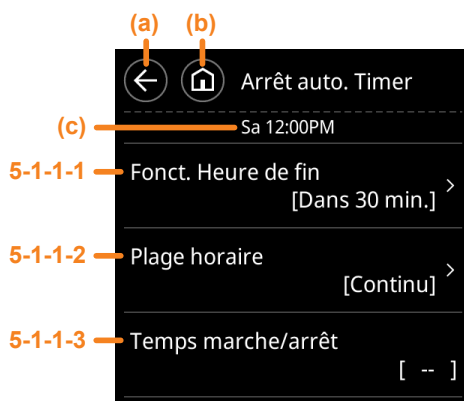 (a) (b)
Arrêt auto. Timer
(c) Sa 12:00PM
5-1-1-1 Fonct. Heure de fin
[Dans 30 min.]
5-1-1-2 Plage horaire
[Continu]
5-1-1-3 Temps marche/arrêt
[ -- ]